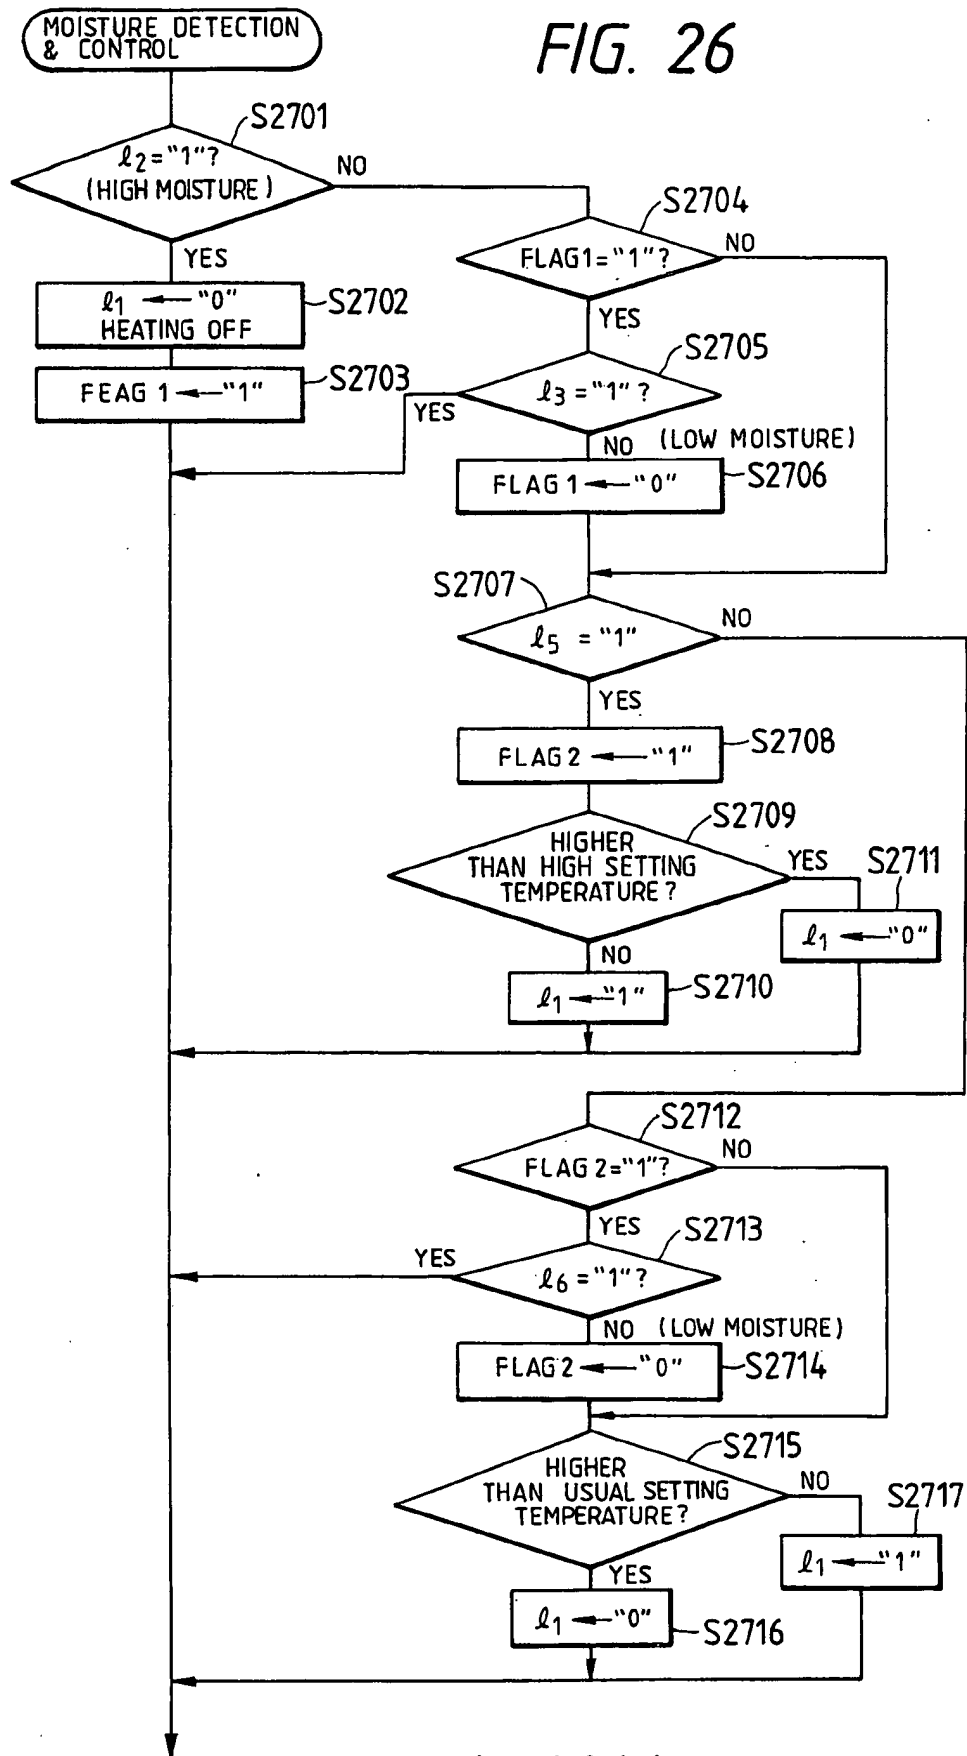 FIG. 26
MOISTURE DETECTION
& CONTROL
S2701
ℓ2="1"?
(HIGH MOISTURE)
NO
YES
S2702
ℓ1 ← "0"
HEATING OFF
S2703
FEAG 1 ← "1"
S2704
FLAG1="1"?
NO
YES
S2705
ℓ3="1"?
YES
NO (LOW MOISTURE)
S2706
FLAG 1 ← "0"
S2707
ℓ5 = "1"
NO
YES
S2708
FLAG 2 ← "1"
S2709
HIGHER
THAN HIGH SETTING
TEMPERATURE?
YES
S2711
ℓ1 ← "0"
NO
S2710
ℓ1 ← "1"
S2712
FLAG 2="1"?
NO
YES
S2713
ℓ6="1"?
YES
NO (LOW MOISTURE)
FLAG2 ← "0"
S2714
S2715
HIGHER
THAN USUAL SETTING
TEMPERATURE?
NO
S2717
ℓ1 ← "1"
YES
ℓ1 ← "0"
S2716